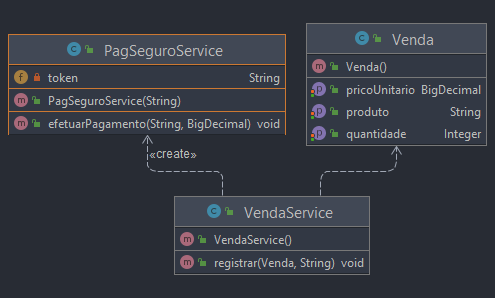 PagSeguroService
token String
PagSeguroService(String)
efetuarPagamento(String, BigDecimal) void
Venda
Venda()
pricoUnitario BigDecimal
produto String
quantidade Integer
«create»
VendaService
VendaService()
registrar(Venda, String) void